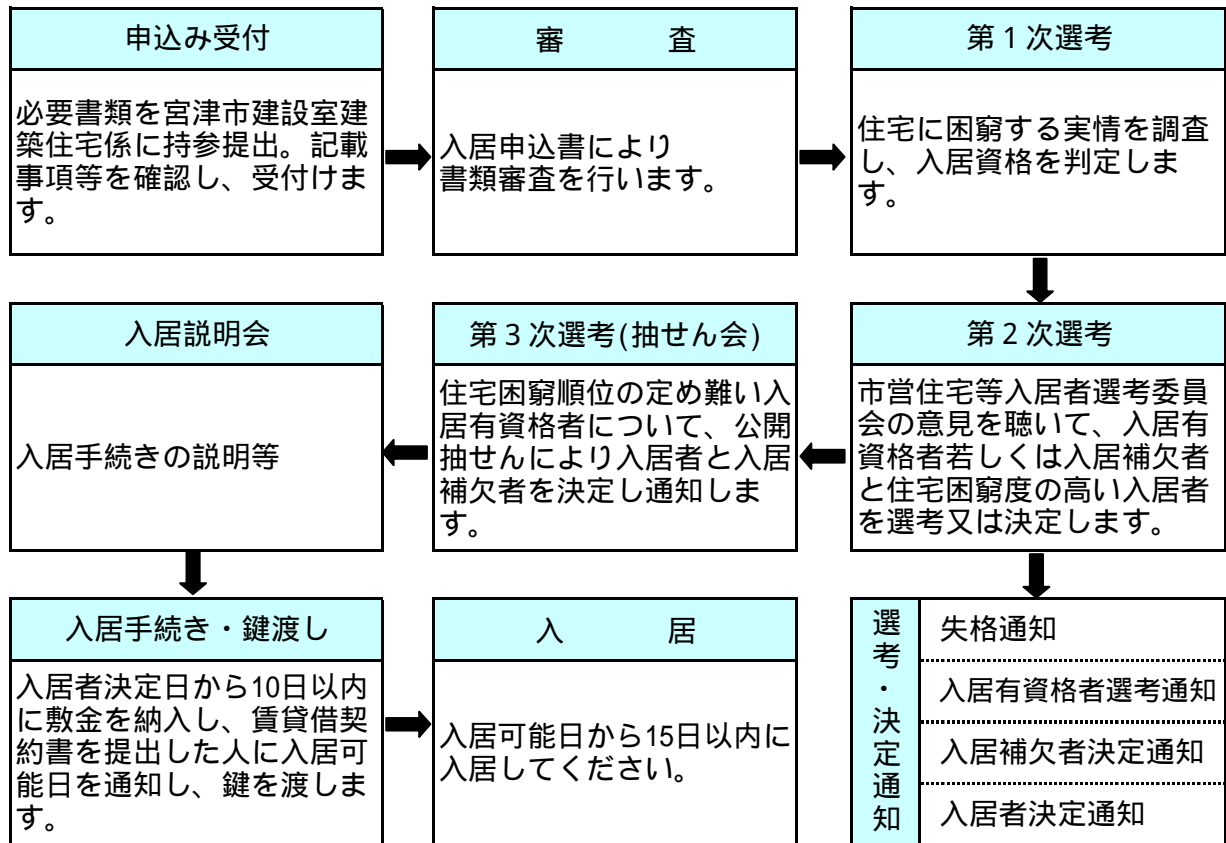 申込み受付
必要書類を宮津市建設室建
築住宅係に持参提出。記載
事項等を確認し、受付けま
す。
審　　査
入居申込書により
書類審査を行います。
第１次選考
住宅に困窮する実情を調査
し、入居資格を判定しま
す。
第２次選考
市営住宅等入居者選考委員
会の意見を聴いて、入居有
資格者若しくは入居補欠者
と住宅困窮度の高い入居者
を選考又は決定します。
第３次選考(抽せん会)
住宅困窮順位の定め難い入
居有資格者について、公開
抽せんにより入居者と入居
補欠者を決定し通知しま
す。
入居説明会
入居手続きの説明等
入居手続き・鍵渡し
入居者決定日から10日以内
に敷金を納入し、賃貸借契
約書を提出した人に入居可
能日を通知し、鍵を渡しま
す。
入　　居
入居可能日から15日以内に
入居してください。
選考・決定通知
失格通知
入居有資格者選考通知
入居補欠者決定通知
入居者決定通知